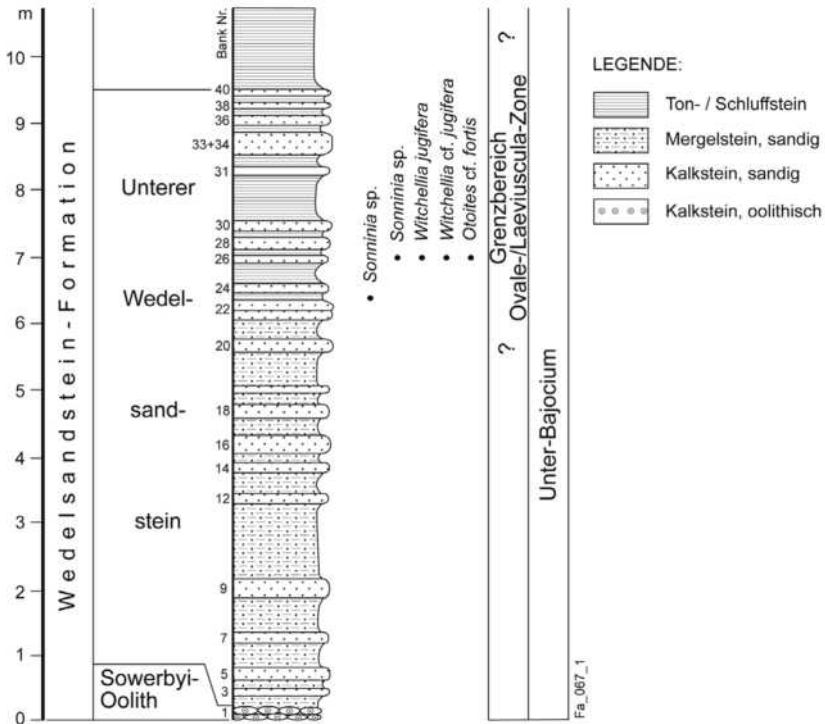 m
10
9
8
7
6
5
4
3
2
1
0
Wedelsandstein-Formation
Unterer
Wedel-
sand-
stein
Sowerbyi-
Oolith
Bank Nr.
40
38
36
33+34
31
30
28
26
24
22
20
18
16
14
12
9
7
5
3
1
• Sonninia sp.
• Sonninia sp.
• Witchellia jugifera
• Witchellia cf. jugifera
• Otoites cf. fortis
?
Grenzbereich
Ovale-/Laeviuscula-Zone
?
Unter-Bajocium
Fa_067_1
LEGENDE:
Ton- / Schluffstein
Mergelstein, sandig
Kalkstein, sandig
Kalkstein, oolithisch